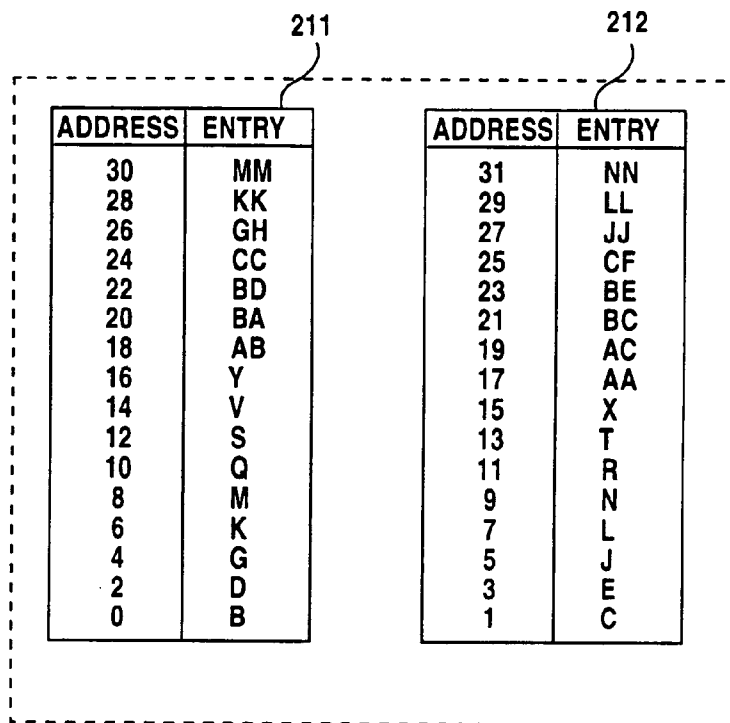 211
212
ADDRESS ENTRY
30 MM
28 KK
26 GH
24 CC
22 BD
20 BA
18 AB
16 Y
14 V
12 S
10 Q
8 M
6 K
4 G
2 D
0 B
ADDRESS ENTRY
31 NN
29 LL
27 JJ
25 CF
23 BE
21 BC
19 AC
17 AA
15 X
13 T
11 R
9 N
7 L
5 J
3 E
1 C